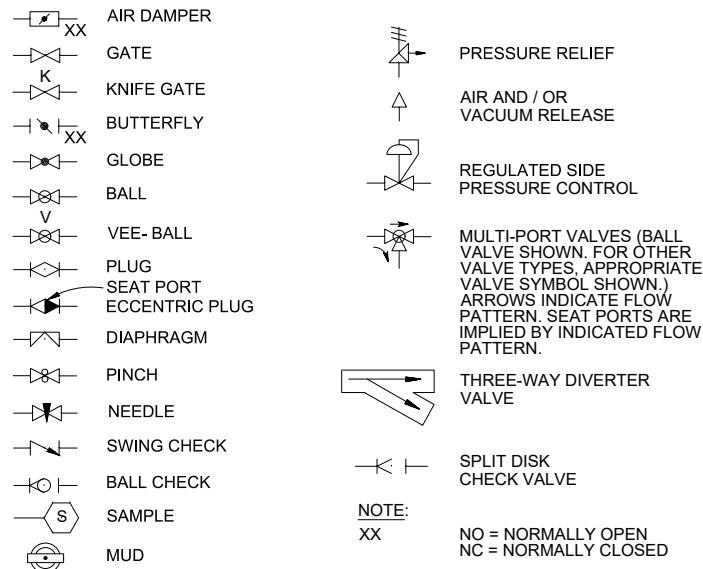 XX AIR DAMPER
GATE
K
KNIFE GATE
XX BUTTERFLY
GLOBE
BALL
V
VEE- BALL
PLUG
SEAT PORT
ECCENTRIC PLUG
DIAPHRAGM
PINCH
NEEDLE
SWING CHECK
BALL CHECK
S SAMPLE
MUD
PRESSURE RELIEF
AIR AND / OR
VACUUM RELEASE
REGULATED SIDE
PRESSURE CONTROL
MULTI-PORT VALVES (BALL
VALVE SHOWN. FOR OTHER
VALVE TYPES, APPROPRIATE
VALVE SYMBOL SHOWN.)
ARROWS INDICATE FLOW
PATTERN. SEAT PORTS ARE
IMPLIED BY INDICATED FLOW
PATTERN.
THREE-WAY DIVERTER
VALVE
SPLIT DISK
CHECK VALVE
NOTE:
XX NO = NORMALLY OPEN
NC = NORMALLY CLOSED